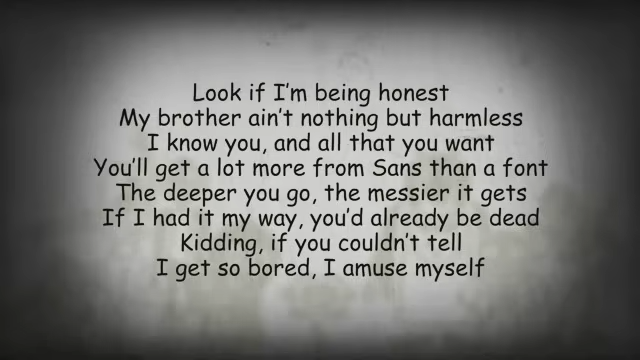 Look if I'm being honest
My brother ain't nothing but harmless
I know you, and all that you want
You'll get a lot more from Sans than a font
The deeper you go, the messier it gets
If I had it my way, you'd already be dead
Kidding, if you couldn't tell
I get so bored, I amuse myself